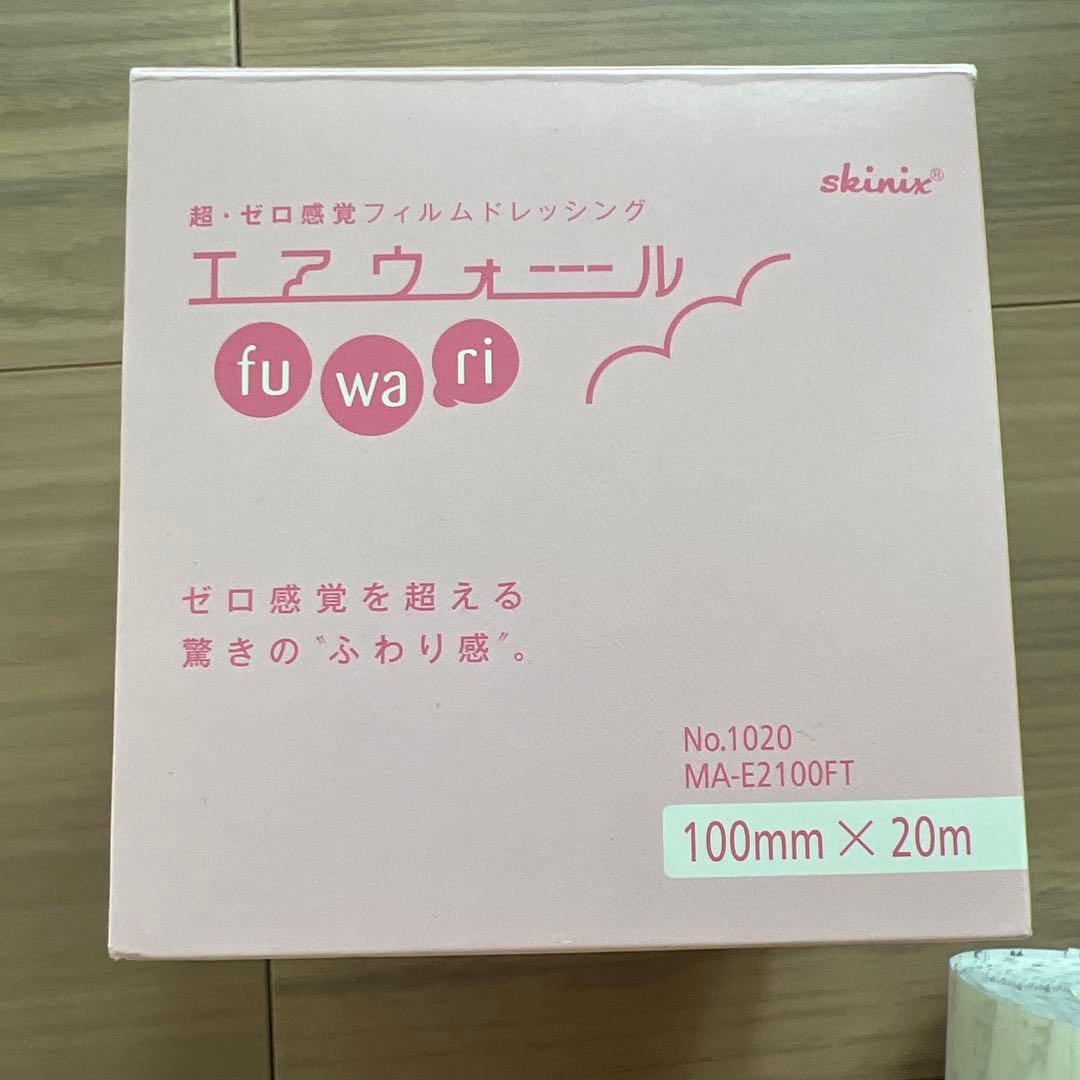 skinix®
超・ゼロ感覚フィルムドレッシング
エアウォール
fuwari
ゼロ感覚を超える
驚きの〝ふわり感〟。
No.1020
MA-E2100FT
100mm × 20m